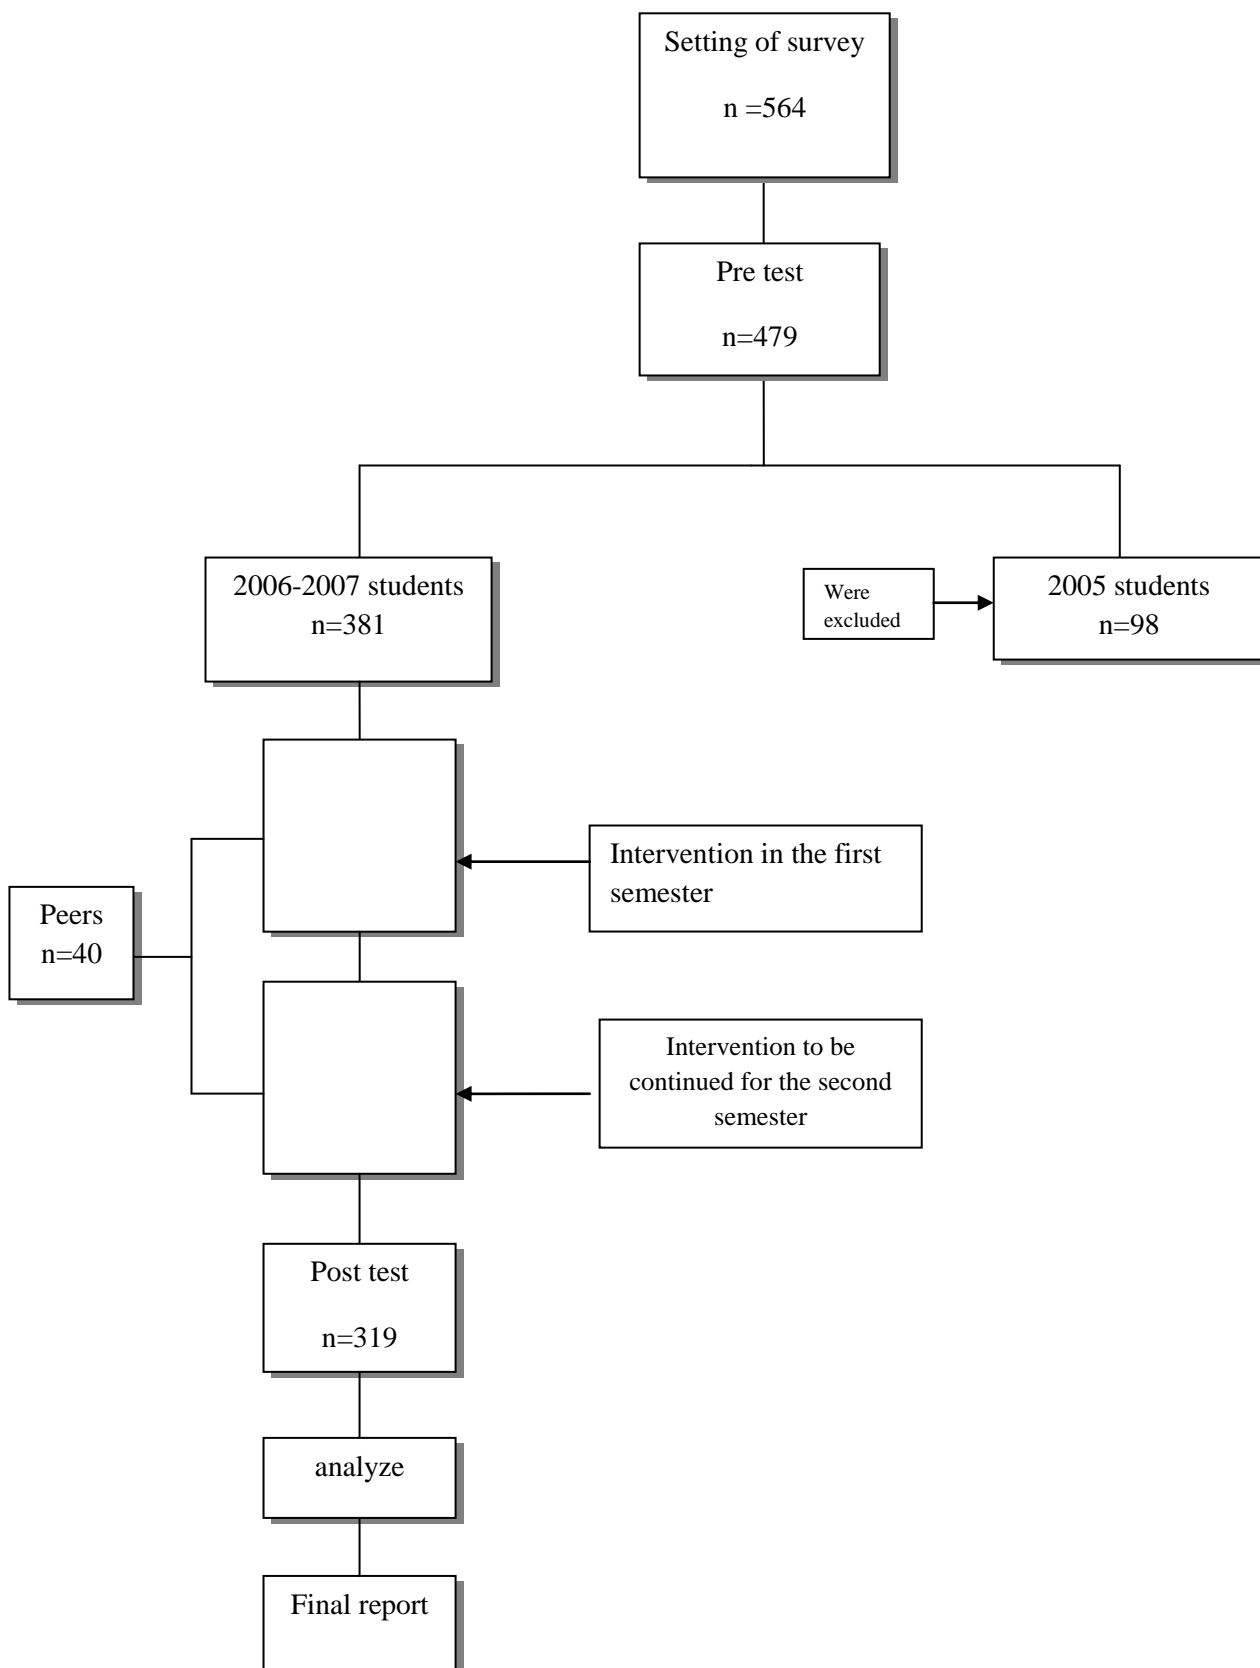 Setting of survey
n =564
Pre test
n=479
2006-2007 students
n=381
Were
excluded
2005 students
n=98
Intervention in the first
semester
Peers
n=40
Intervention to be
continued for the second
semester
Post test
n=319
analyze
Final report